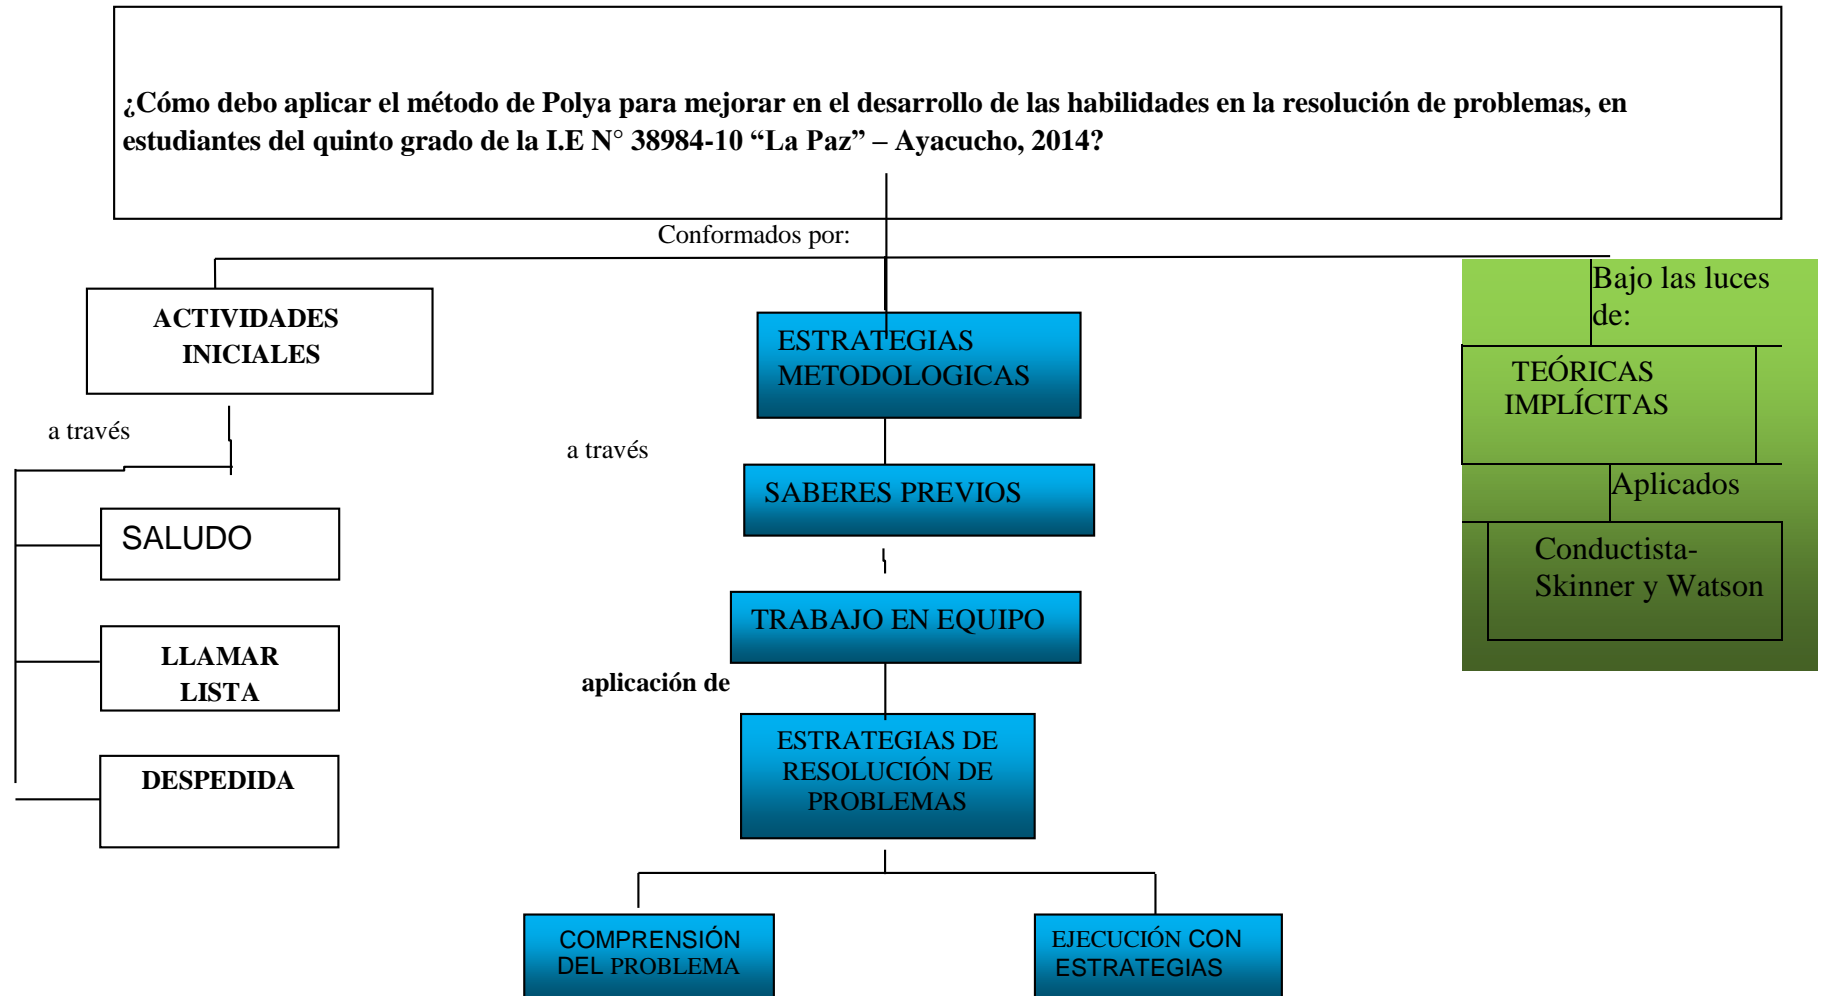 ¿Cómo debo aplicar el método de Polya para mejorar en el desarrollo de las habilidades en la resolución de problemas, en
estudiantes del quinto grado de la I.E N° 38984-10 “La Paz” – Ayacucho, 2014?
Conformados por:
ACTIVIDADES
INICIALES
a través
SALUDO
LLAMAR
LISTA
DESPEDIDA
ESTRATEGIAS
METODOLOGICAS
a través
SABERES PREVIOS
TRABAJO EN EQUIPO
aplicación de
ESTRATEGIAS DE
RESOLUCIÓN DE
PROBLEMAS
COMPRENSIÓN
DEL PROBLEMA
EJECUCIÓN CON
ESTRATEGIAS
Bajo las luces
de:
TEÓRICAS
IMPLÍCITAS
Aplicados
Conductista-
Skinner y Watson